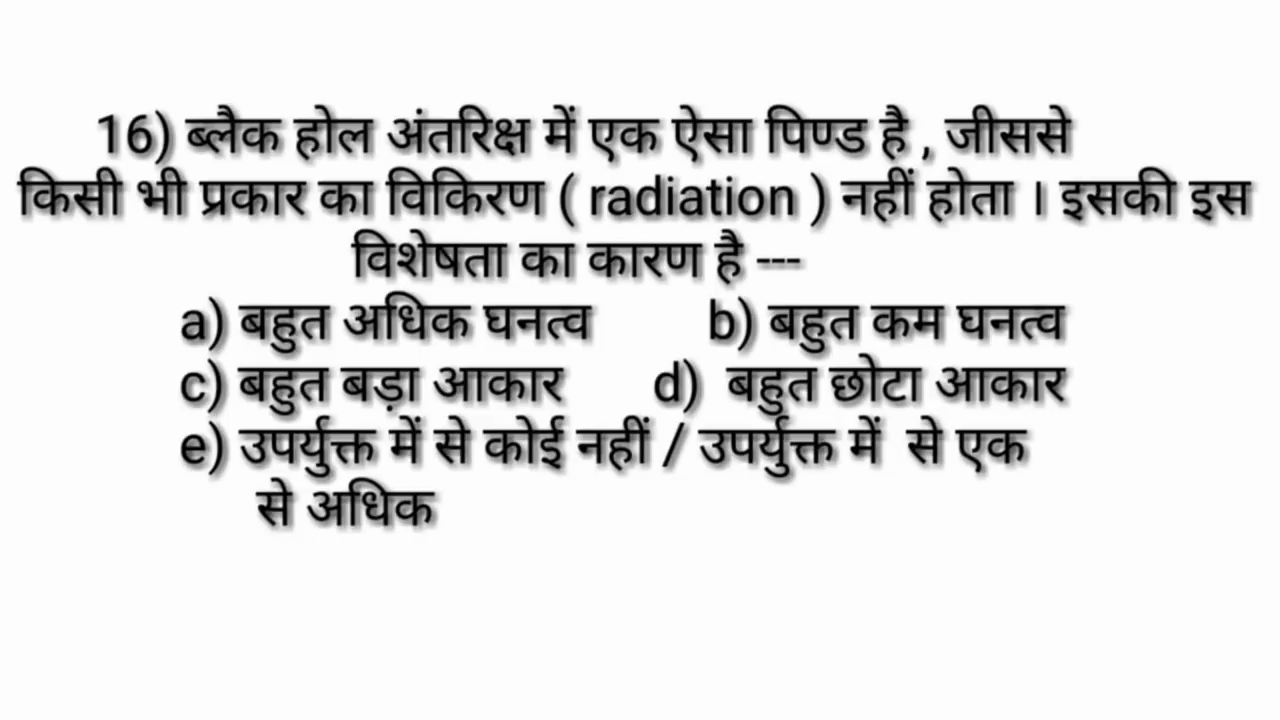 16) ब्लैक होल अंतरिक्ष में एक ऐसा पिण्ड है , जीससे
किसी भी प्रकार का विकिरण ( radiation ) नहीं होता । इसकी इस
विशेषता का कारण है ---
a) बहुत अधिक घनत्व b) बहुत कम घनत्व
c) बहुत बड़ा आकार d) बहुत छोटा आकार
e) उपर्युक्त में से कोई नहीं / उपर्युक्त में से एक
से अधिक